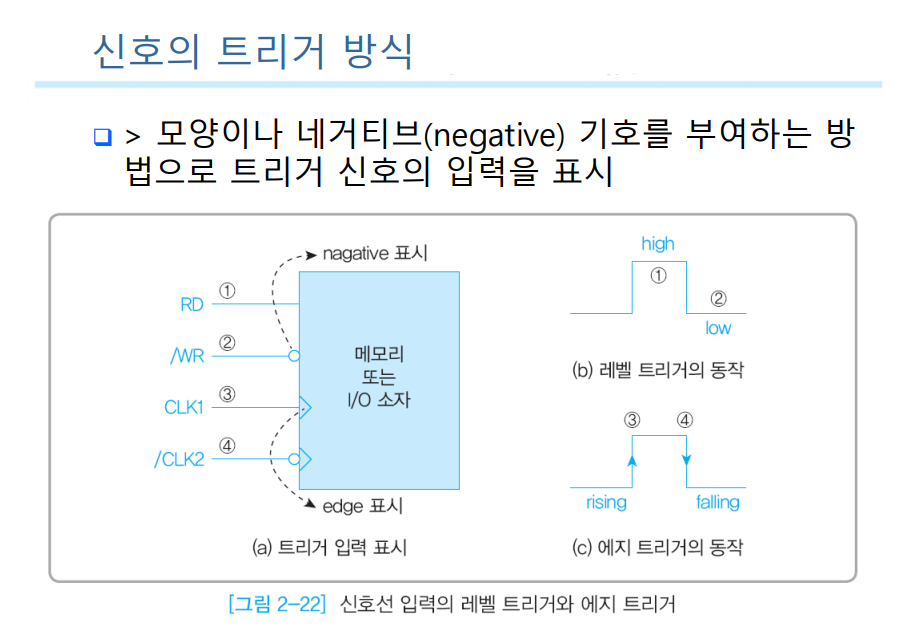 신호의 트리거 방식
> 모양이나 네거티브(negative) 기호를 부여하는 방
법으로 트리거 신호의 입력을 표시
nagative 표시
RD ①
/WR ②
CLK1 ③
/CLK2 ④
메모리
또는
I/O 소자
edge 표시
(a) 트리거 입력 표시
high
①
②
low
(b) 레벨 트리거의 동작
③ ④
rising falling
(c) 에지 트리거의 동작
[그림 2-22] 신호선 입력의 레벨 트리거와 에지 트리거